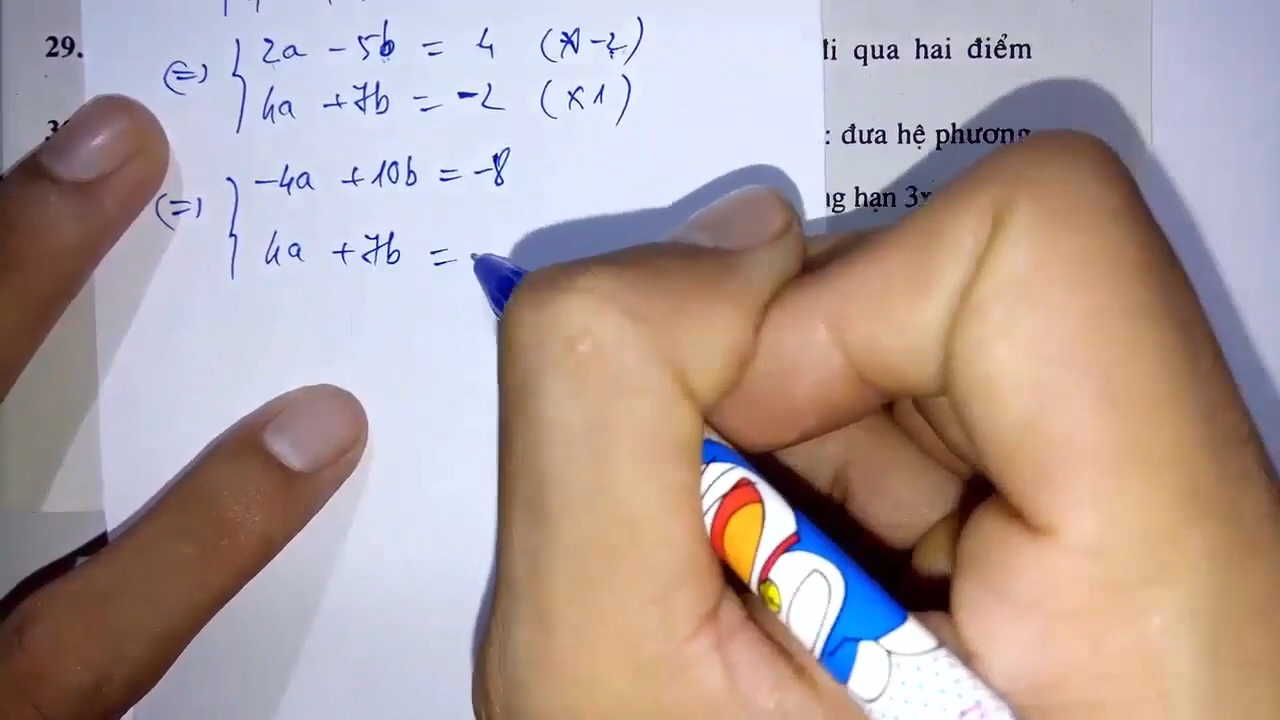 29.
2a - 5b = 4 (x -2)
(=) { 4a + 7b = -2 (x 1)
đi qua hai điểm
: đưa hệ phương
-4a + 10b = -8
(=) { 4a + 7b =
hạn 3x